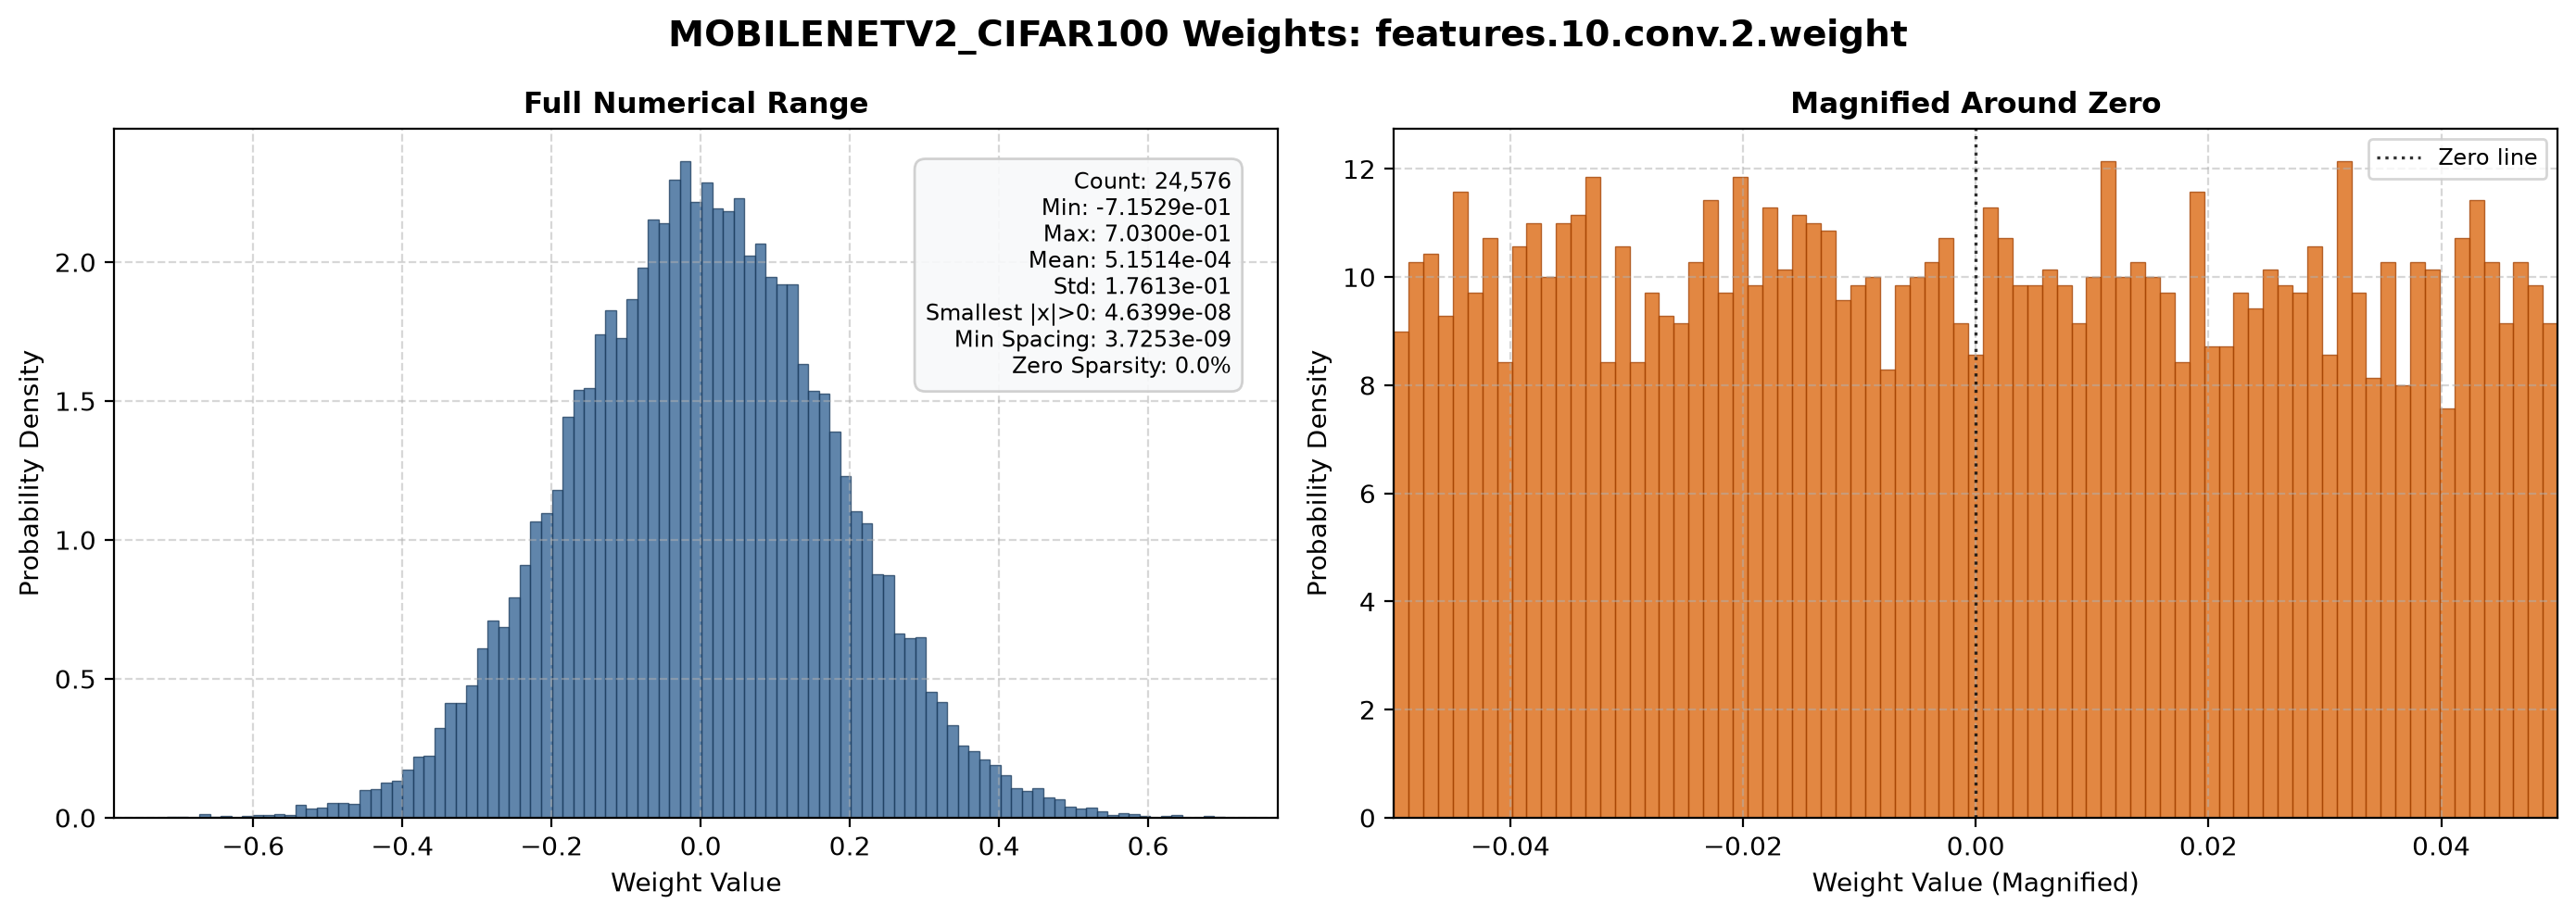 MOBILENETV2_CIFAR100 Weights: features.10.conv.2.weight
Full Numerical Range
Probability Density
2.0
1.5
1.0
0.5
0.0
−0.6 −0.4 −0.2 0.0 0.2 0.4 0.6
Weight Value
Count: 24,576
Min: -7.1529e-01
Max: 7.0300e-01
Mean: 5.1514e-04
Std: 1.7613e-01
Smallest |x|>0: 4.6399e-08
Min Spacing: 3.7253e-09
Zero Sparsity: 0.0%
Magnified Around Zero
Probability Density
12
10
8
6
4
2
0
−0.04 −0.02 0.00 0.02 0.04
Weight Value (Magnified)
Zero line